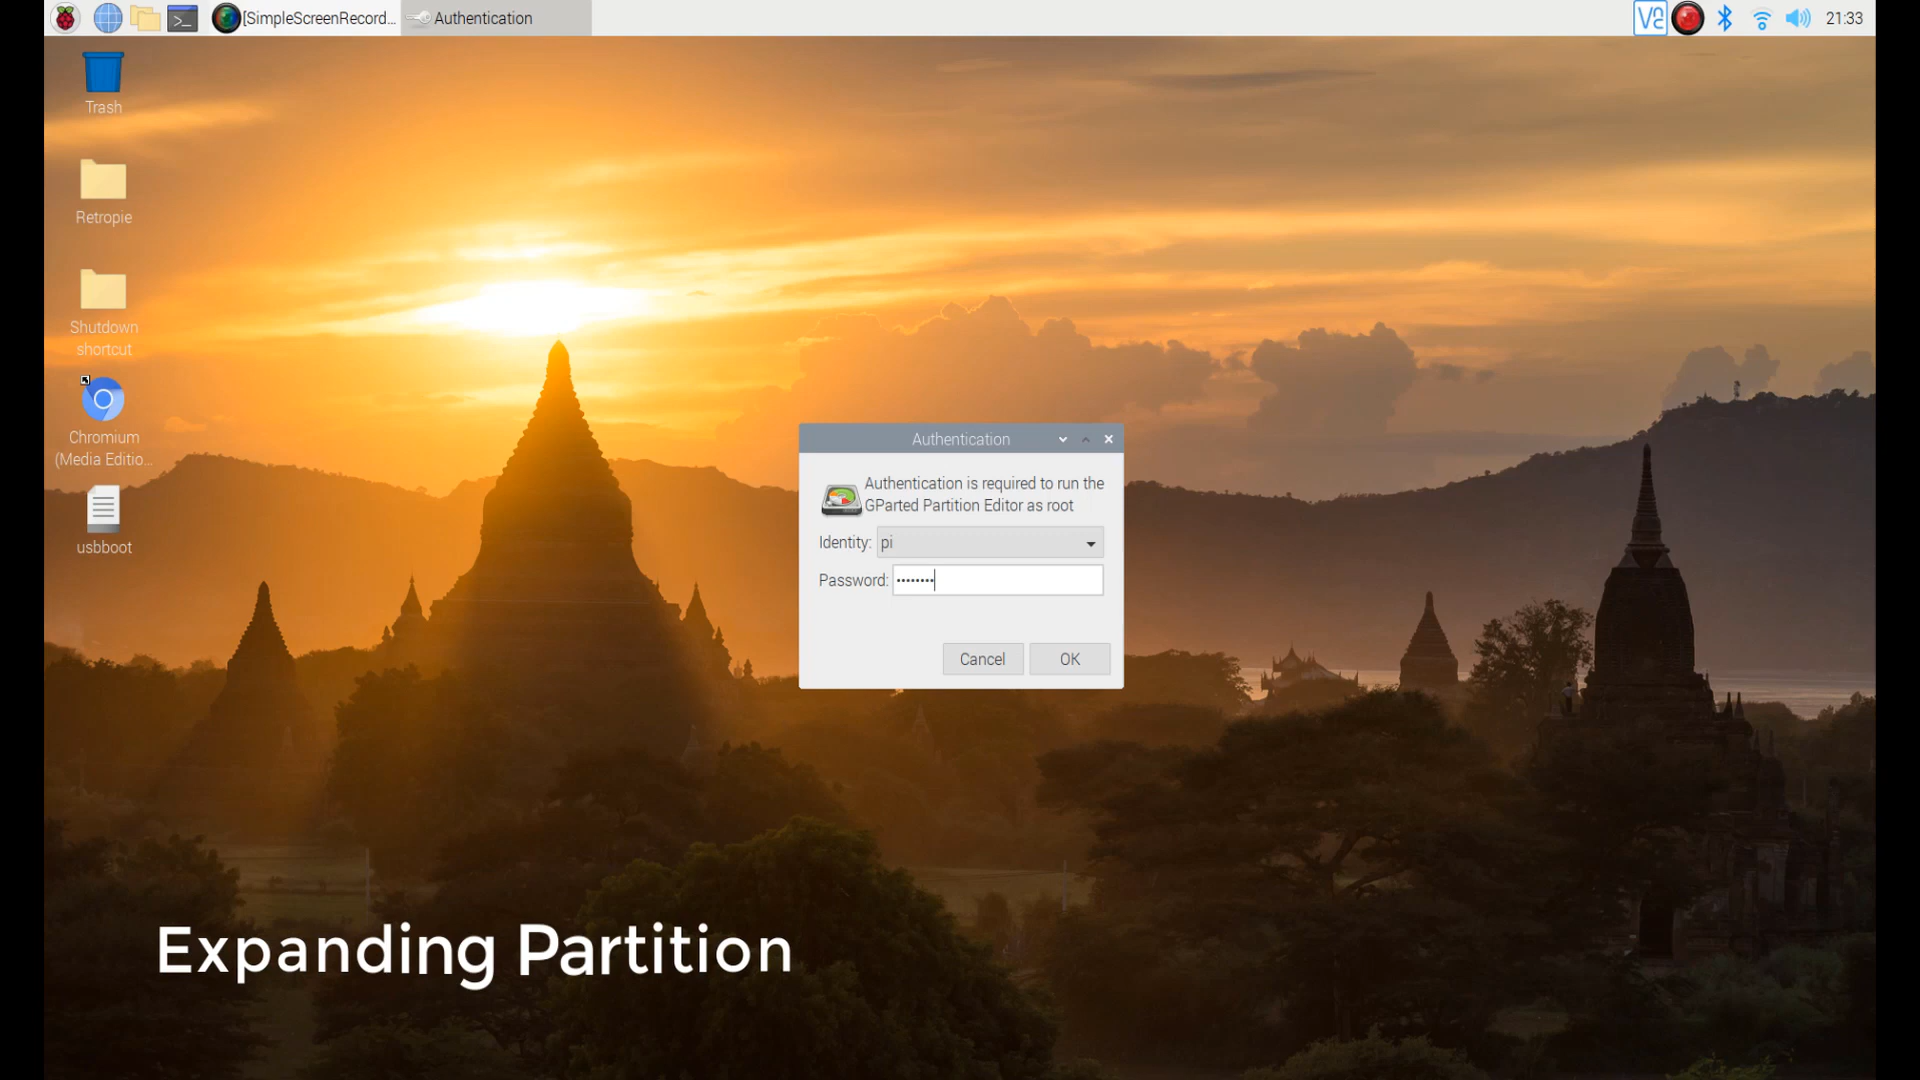 [SimpleScreenRecord...
Authentication
21:33
Trash
Retropie
Shutdown
shortcut
Chromium
(Media Editio...
usbboot
Authentication
Authentication is required to run the
GParted Partition Editor as root
Identity: pi
Password: ••••••••
Cancel
OK
Expanding Partition